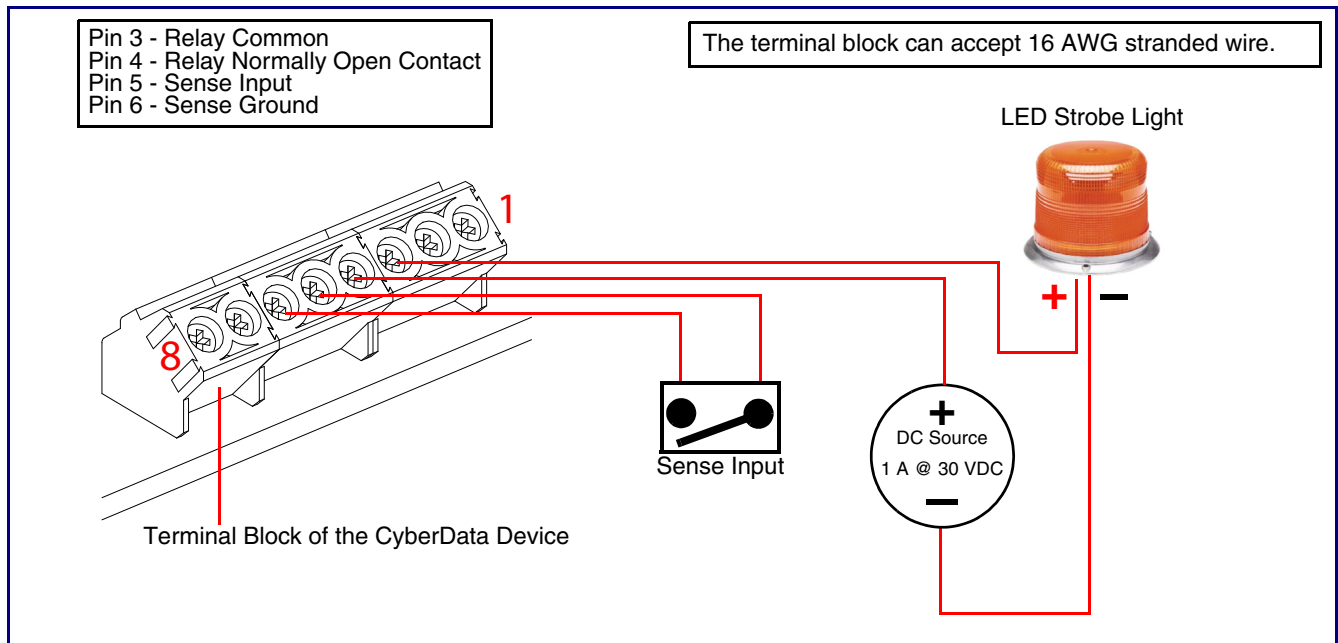 Pin 3 - Relay Common
Pin 4 - Relay Normally Open Contact
Pin 5 - Sense Input
Pin 6 - Sense Ground
The terminal block can accept 16 AWG stranded wire.
LED Strobe Light
1
8
+ −
Sense Input
+
DC Source
1 A @ 30 VDC
−
Terminal Block of the CyberData Device